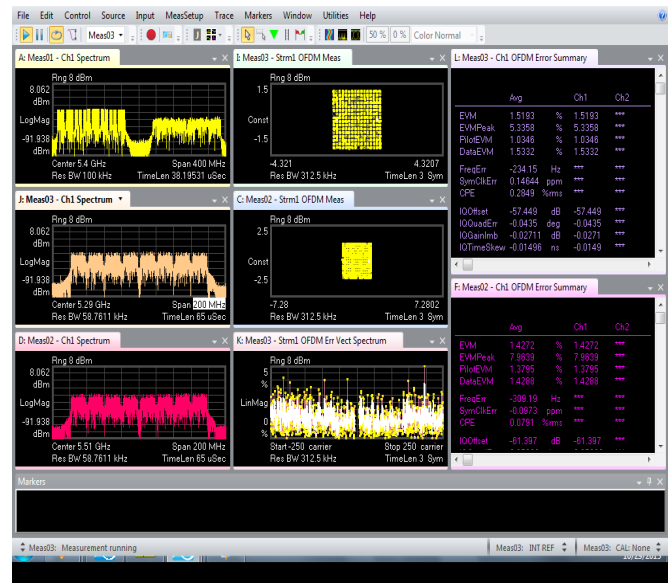 File Edit Control Source Input MeasSetup Trace Markers Window Utilities Help
Meas03 50 % 0 % Color Normal
A: Meas01 - Ch1 Spectrum
Rng 8 dBm
8.062
dBm
LogMag
-91.938
dBm
Center 5.4 GHz Span 400 MHz
Res BW 100 kHz TimeLen 38.19531 uSec
I: Meas03 - Strm1 OFDM Meas
Rng 8 dBm
1.5
Const
-1.5
-4.321 4.3207
Res BW 312.5 kHz TimeLen 3 Sym
L: Meas03 - Ch1 OFDM Error Summary
Avg Ch1 Ch2
EVM 1.5193 % 1.5193 ***
EVMPeak 5.3358 % 5.3358 ***
PilotEVM 1.0346 % 1.0346 ***
DataEVM 1.5332 % 1.5332 ***
FreqErr -234.15 Hz *** ***
SymClkErr 0.14644 ppm *** ***
CPE 0.2849 %rms *** ***
IQOffset -57.449 dB -57.449 ***
IQQuadErr -0.0435 deg -0.0435 ***
IQGainImb -0.02711 dB -0.0271 ***
IQTimeSkew -0.01496 ns -0.0149 ***
J: Meas03 - Ch1 Spectrum
Rng 8 dBm
8.062
dBm
LogMag
-91.938
dBm
Center 5.29 GHz Span 200 MHz
Res BW 58.7611 kHz TimeLen 65 uSec
C: Meas02 - Strm1 OFDM Meas
Rng 8 dBm
2.5
Const
-2.5
-7.28 7.2802
Res BW 312.5 kHz TimeLen 3 Sym
F: Meas02 - Ch1 OFDM Error Summary
Avg Ch1 Ch2
EVM 1.4272 % 1.4272 ***
EVMPeak 7.9639 % 7.9639 ***
PilotEVM 1.3795 % 1.3795 ***
DataEVM 1.4288 % 1.4288 ***
FreqErr -309.19 Hz *** ***
SymClkErr -0.0973 ppm *** ***
CPE 0.0791 %rms *** ***
IQOffset -61.397 dB -61.397 ***
D: Meas02 - Ch1 Spectrum
Rng 8 dBm
8.062
dBm
LogMag
-91.938
dBm
Center 5.51 GHz Span 200 MHz
Res BW 58.7611 kHz TimeLen 65 uSec
K: Meas03 - Strm1 OFDM Err Vect Spectrum
Rng 8 dBm
5
%
LinMag
0
%
Start -250 carrier Stop 250 carrier
Res BW 312.5 kHz TimeLen 3 Sym
Markers
Meas03: Measurement running Meas03: INT REF Meas03: CAL: None